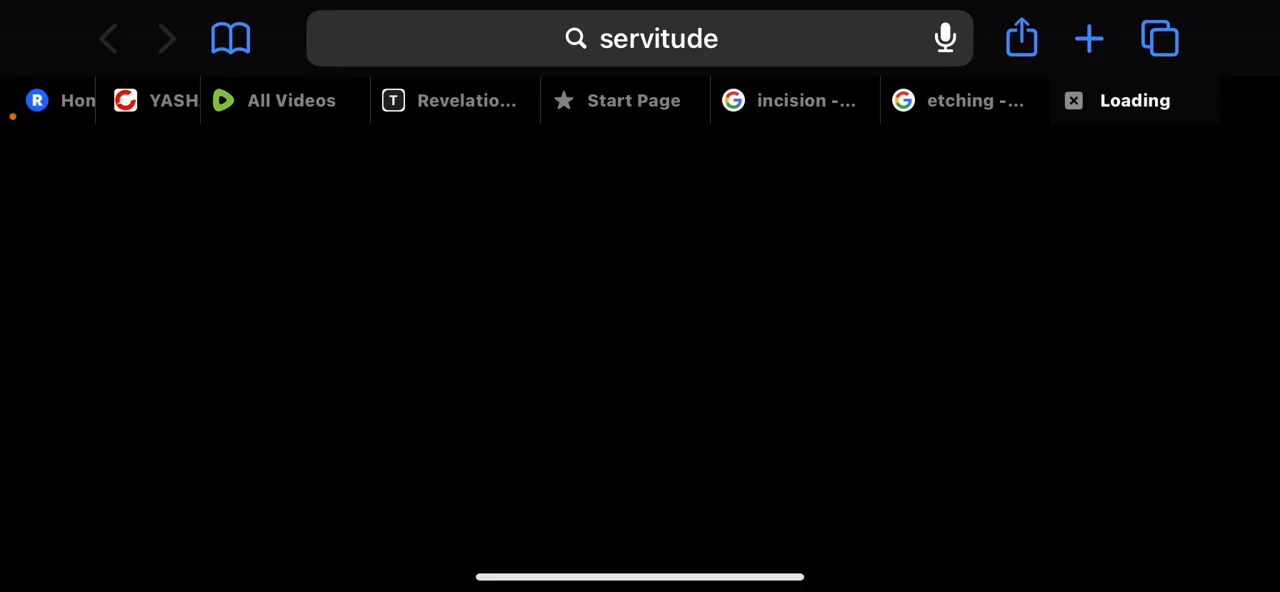 servitude
R Hon YASH All Videos T Revelatio... Start Page G incision -... G etching -... Loading